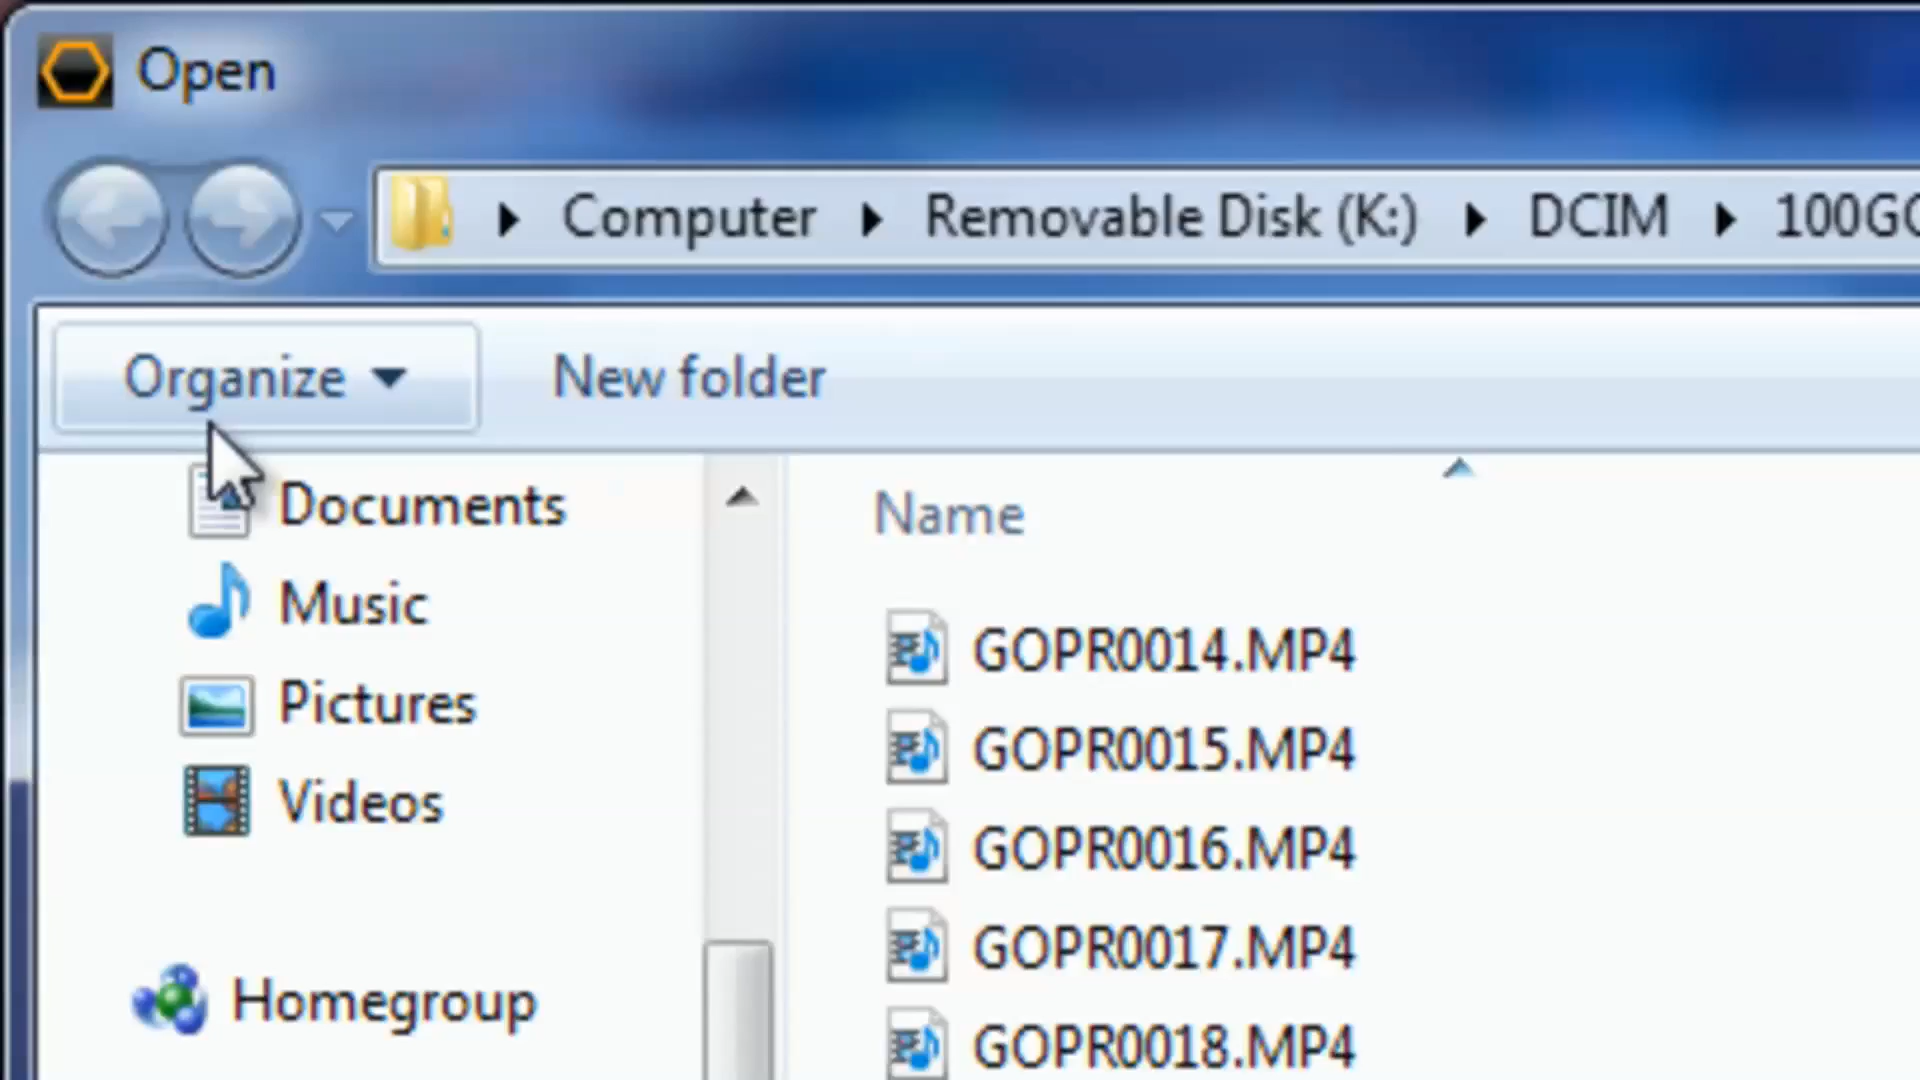 Open
Computer Removable Disk (K:) DCIM 100GO
Organize New folder
Documents
Music
Pictures
Videos
Homegroup
Name
GOPR0014.MP4
GOPR0015.MP4
GOPR0016.MP4
GOPR0017.MP4
GOPR0018.MP4